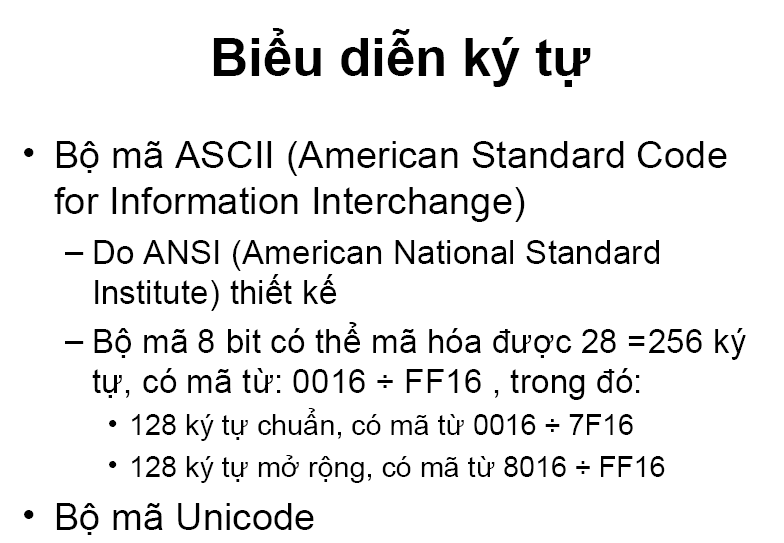 Biểu diễn ký tự
• Bộ mã ASCII (American Standard Code
for Information Interchange)
– Do ANSI (American National Standard
Institute) thiết kế
– Bộ mã 8 bit có thể mã hóa được 28 =256 ký
tự, có mã từ: 0016 ÷ FF16 , trong đó:
• 128 ký tự chuẩn, có mã từ 0016 ÷ 7F16
• 128 ký tự mở rộng, có mã từ 8016 ÷ FF16
• Bộ mã Unicode